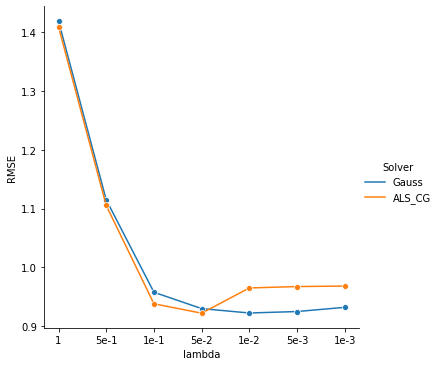 1.4
1.3
1.2
1.1
1.0
0.9
RMSE
1 5e-1 1e-1 5e-2 1e-2 5e-3 1e-3
lambda
Solver
Gauss
ALS_CG